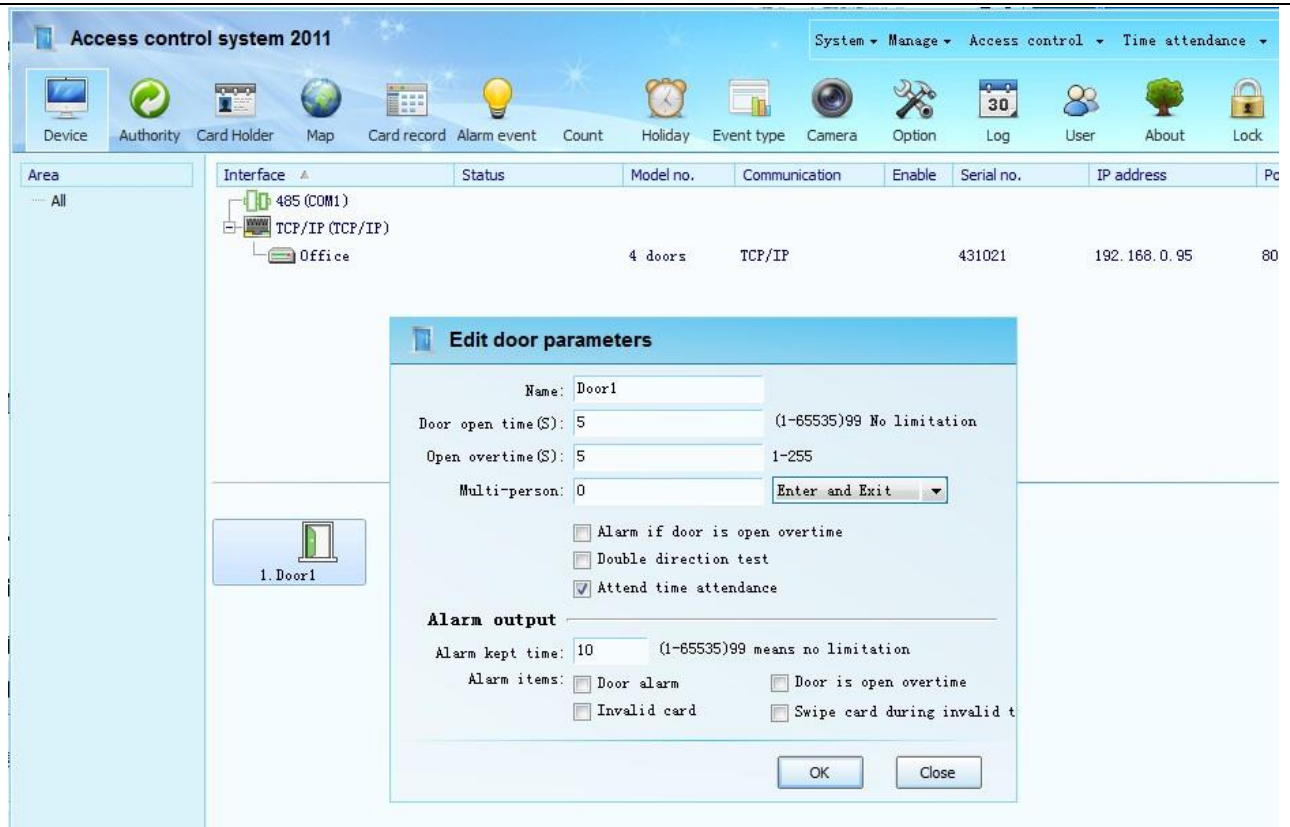 Access control system 2011
System Manage Access control Time attendance
Device Authority Card Holder Map Card record Alarm event Count Holiday Event type Camera Option 30 Log User About Lock
Area
All
Interface Status Model no. Communication Enable Serial no. IP address Po
485 (COM1)
TCP/IP (TCP/IP)
Office 4 doors TCP/IP 431021 192.168.0.95 80
1.Door1
Edit door parameters
Name: Door1
Door open time(S): 5 (1-65535)99 No limitation
Open overtime(S): 5 1-255
Multi-person: 0 Enter and Exit
Alarm if door is open overtime
Double direction test
Attend time attendance
Alarm output
Alarm kept time: 10 (1-65535)99 means no limitation
Alarm items: Door alarm Door is open overtime
Invalid card Swipe card during invalid t
OK Close